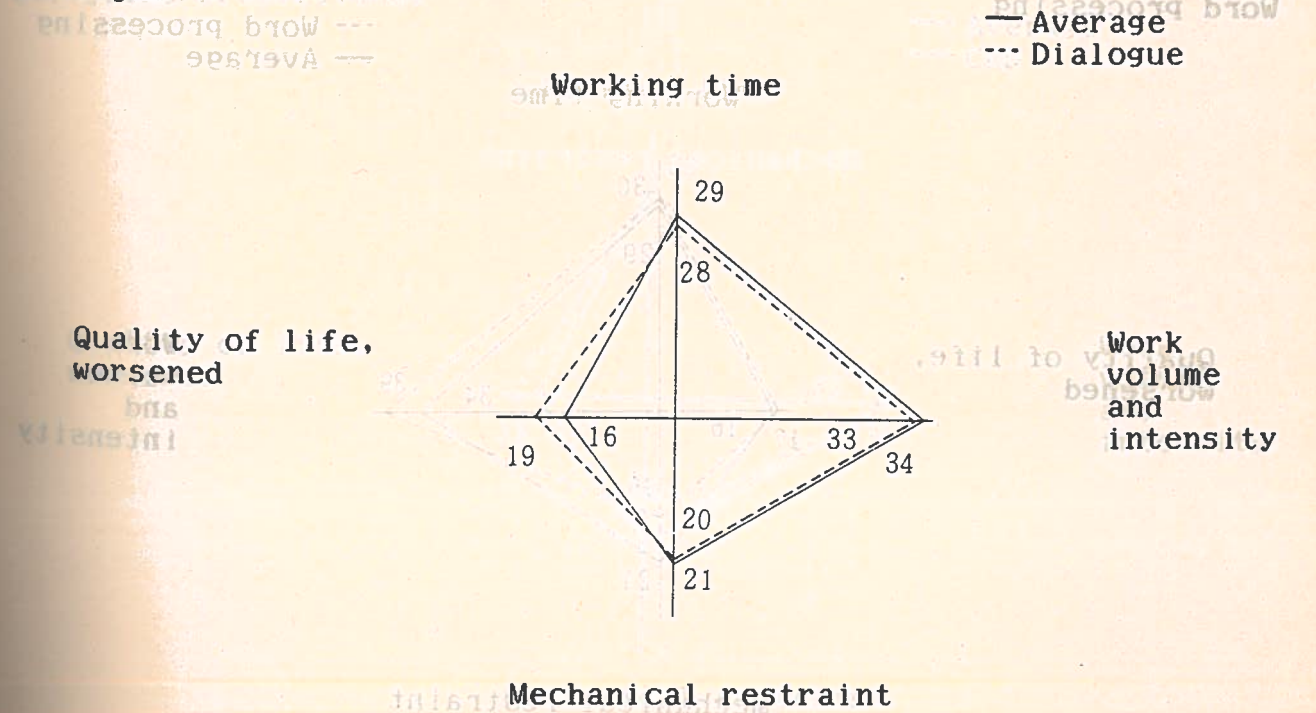 — Average
--- Dialogue
Working time
29
28
Quality of life,
worsened
Work
volume
and
intensity
19
16
33
34
20
21
Mechanical restraint